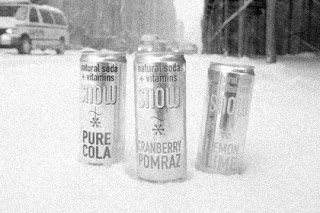 natural soda
+ vitamins
SNOW
PURE
COLA
natural soda
+ vitamins
SNOW
CRANBERRY
POMRAZ
SNOW
LEMON
LIME